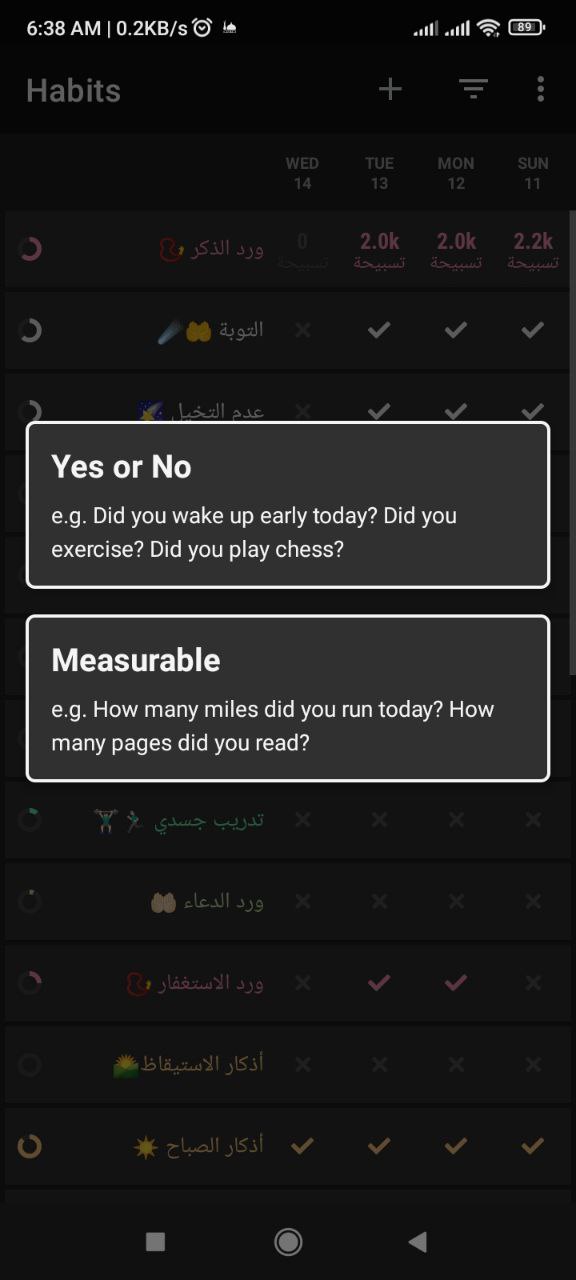 6:38 AM | 0.2KB/s
89
Habits
WED TUE MON SUN
14 13 12 11
ورد الذكر 0 2.0k 2.0k 2.2k
تسبيحة تسبيحة تسبيحة تسبيحة
التوبة
عدم التخيل
Yes or No
e.g. Did you wake up early today? Did you
exercise? Did you play chess?
Measurable
e.g. How many miles did you run today? How
many pages did you read?
تدريب جسدي
ورد الدعاء
ورد الاستغفار
أذكار الاستيقاظ
أذكار الصباح